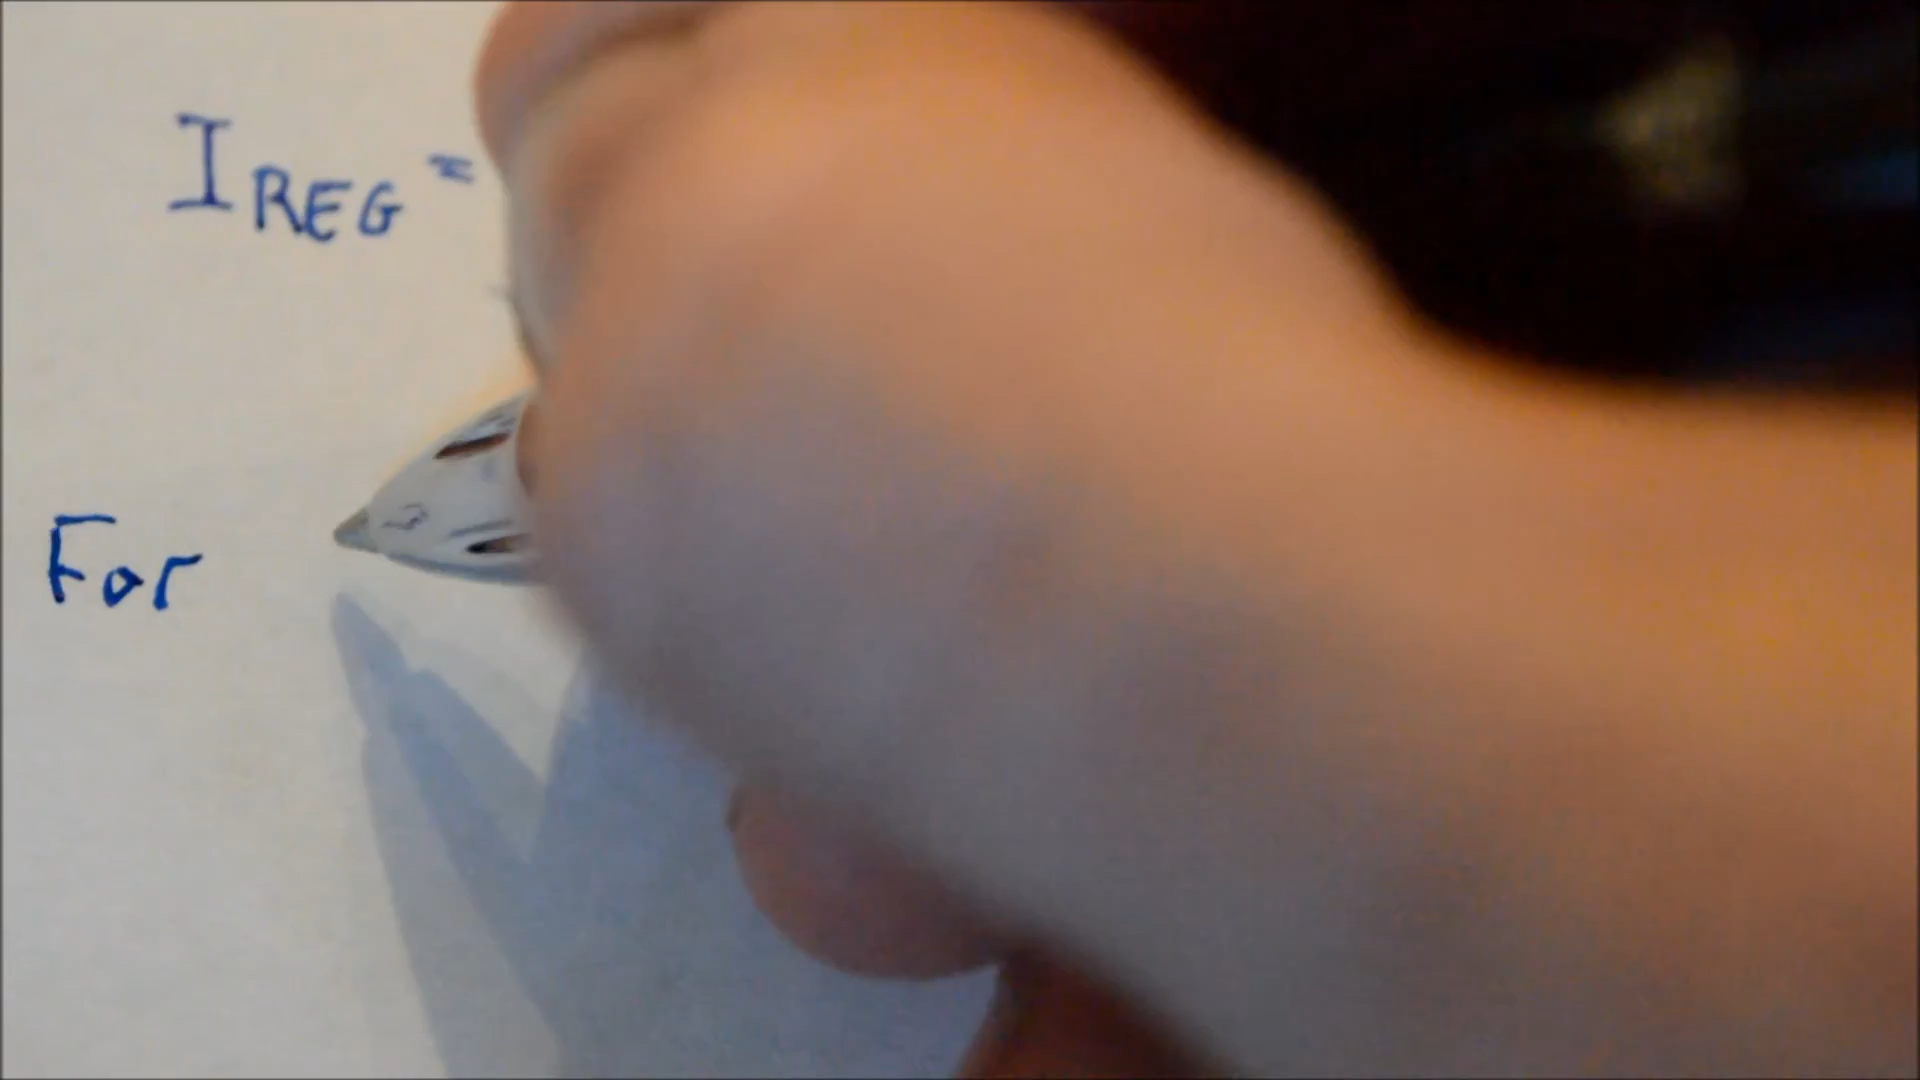 IREG =
For